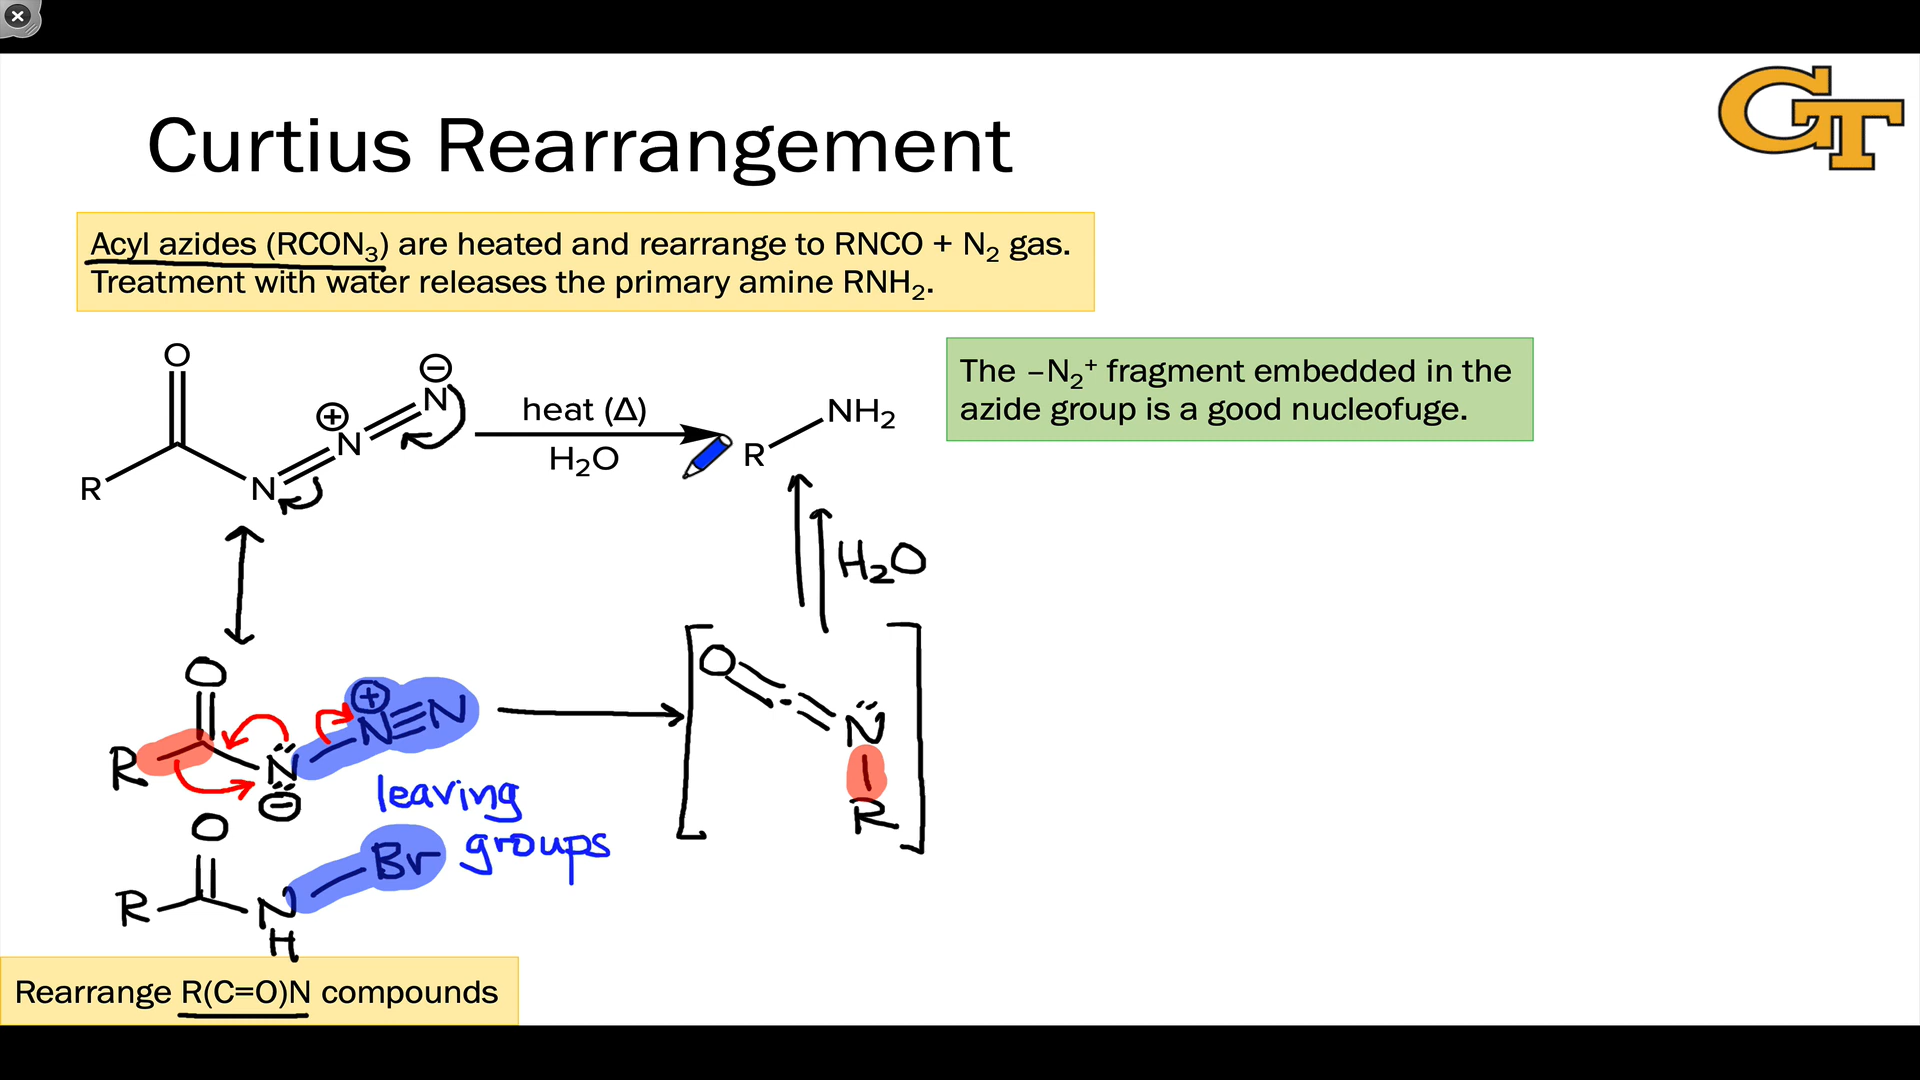 GT
Curtius Rearrangement
Acyl azides (RCON₃) are heated and rearrange to RNCO + N₂ gas.
Treatment with water releases the primary amine RNH₂.
The –N₂⁺ fragment embedded in the
azide group is a good nucleofuge.
O
⊖
N
⊕
N
N
R
heat (Δ)
H₂O
NH₂
R
H₂O
O
⊕
N≡N
R
N
⊖
leaving
groups
O
N
R
O
Br
R
N
H
Rearrange R(C=O)N compounds